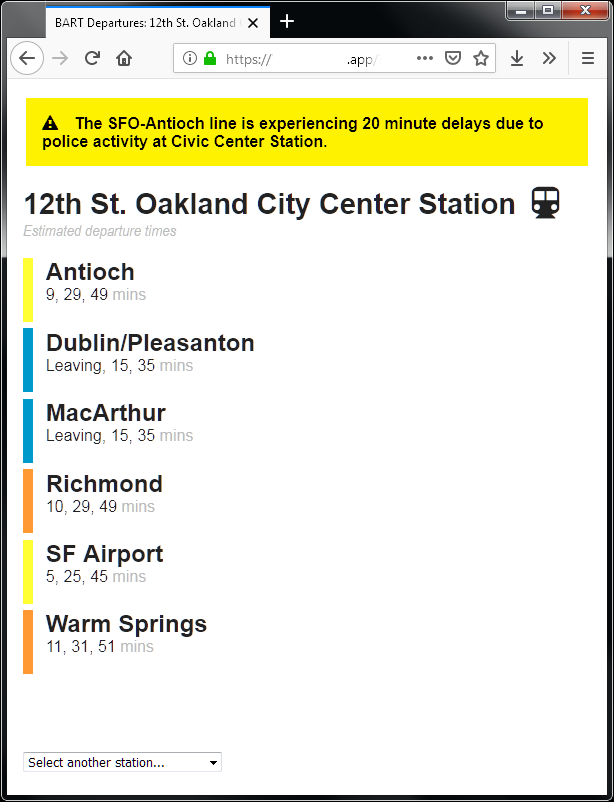 BART Departures: 12th St. Oakland
https://
.app/
The SFO-Antioch line is experiencing 20 minute delays due to
police activity at Civic Center Station.
12th St. Oakland City Center Station
Estimated departure times
Antioch
9, 29, 49 mins
Dublin/Pleasanton
Leaving, 15, 35 mins
MacArthur
Leaving, 15, 35 mins
Richmond
10, 29, 49 mins
SF Airport
5, 25, 45 mins
Warm Springs
11, 31, 51 mins
Select another station...